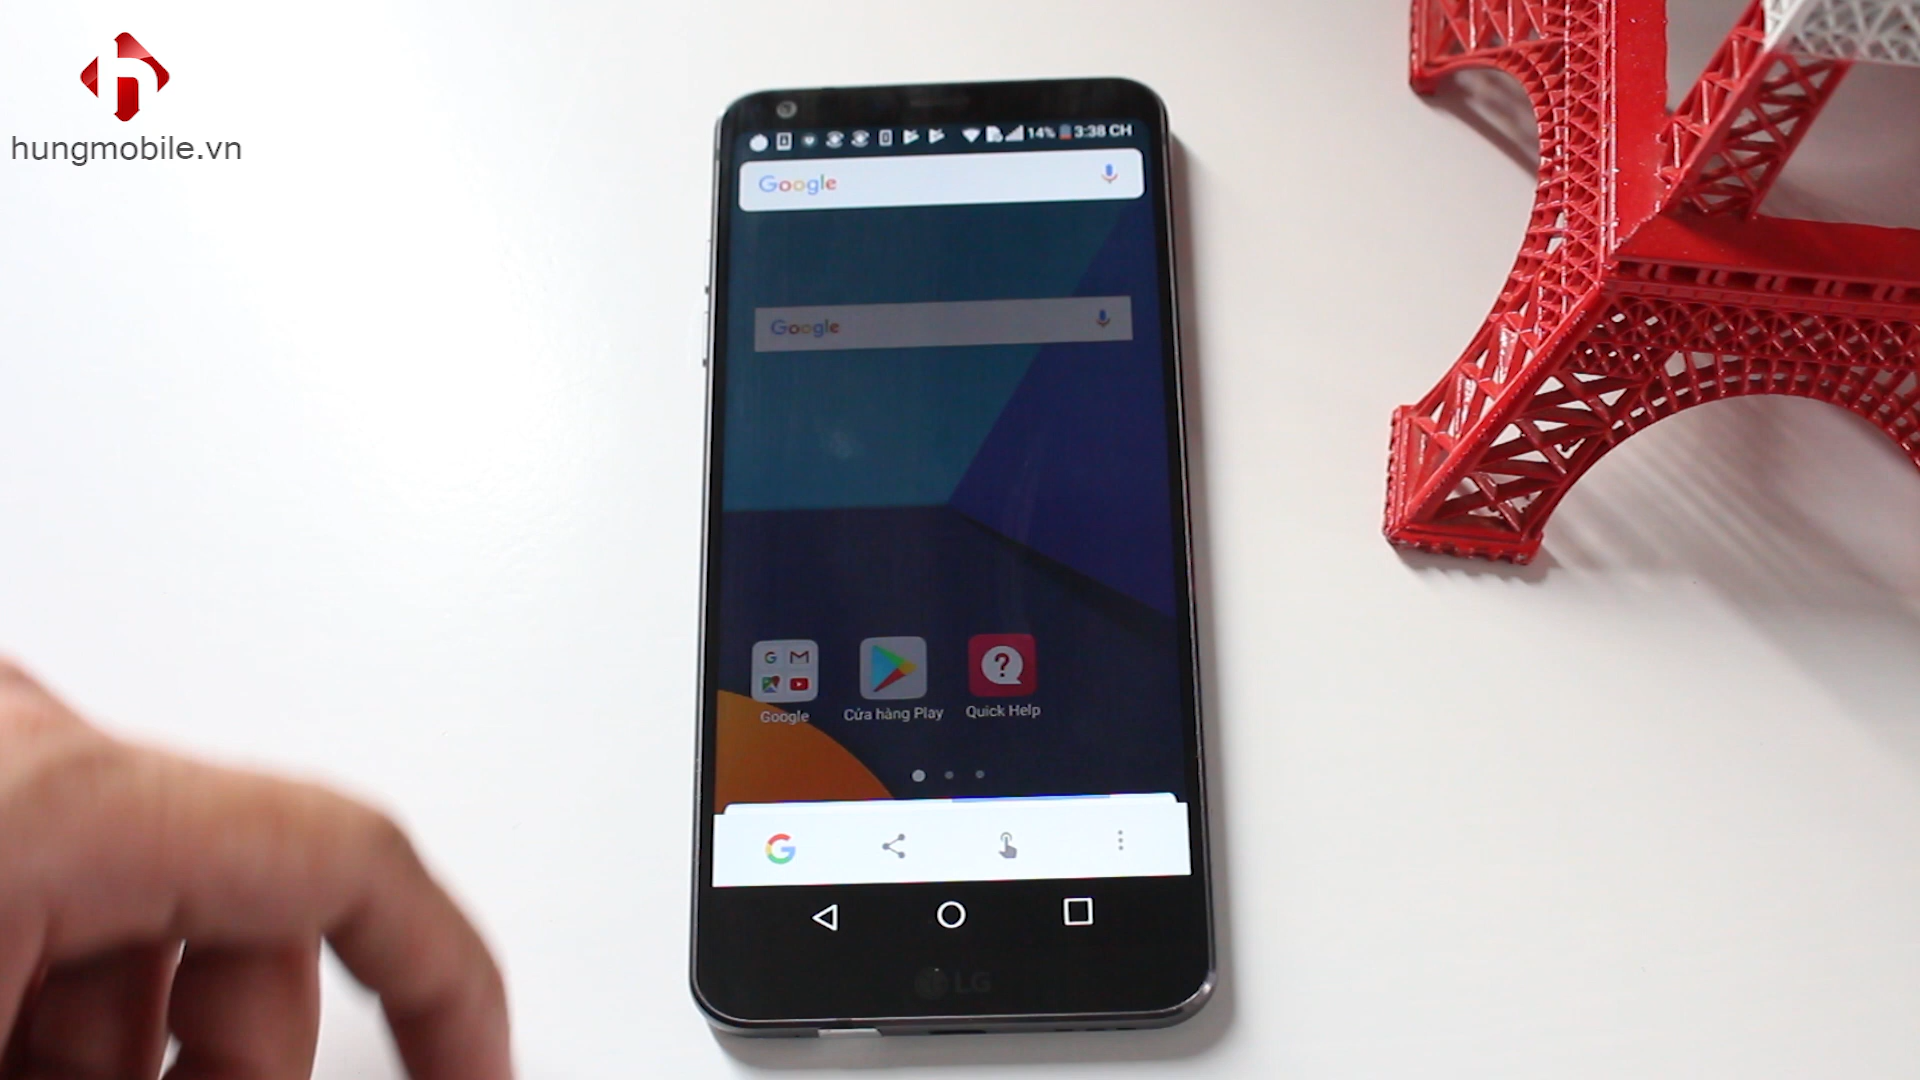 hungmobile.vn
14% 3:38 CH
Google
Google
Google
Cửa hàng Play
Quick Help
LG